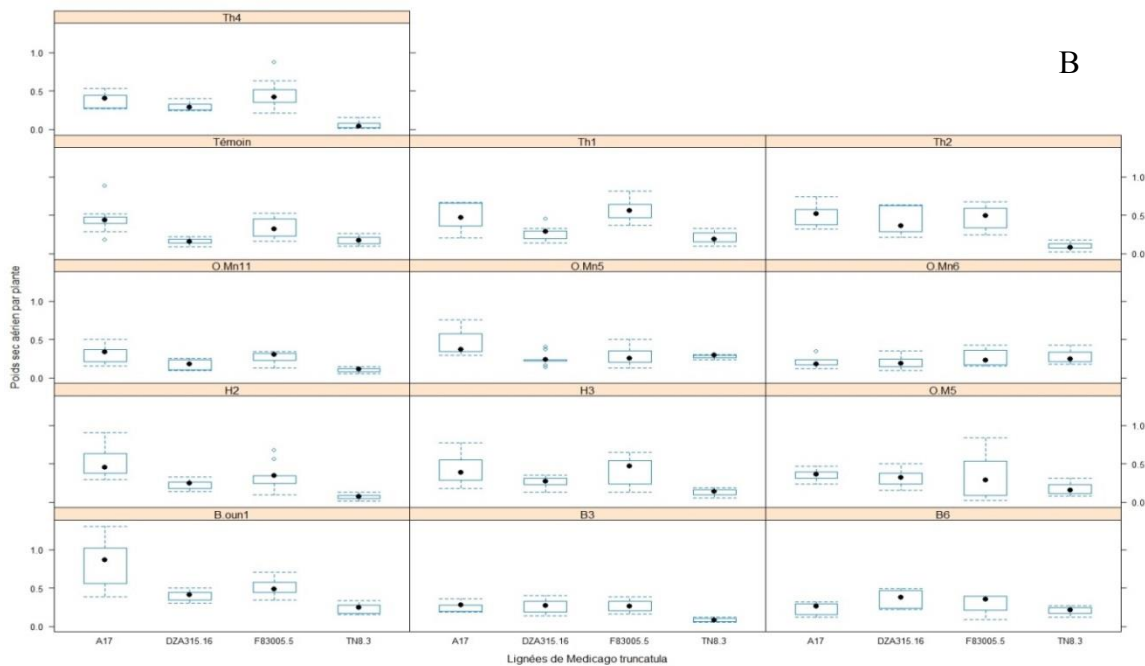 Th4
B
1.0
0.5
0.0
Témoin
Th1
Th2
1.0
0.5
0.0
O.Mn11
O.Mn5
O.Mn6
1.0
0.5
0.0
H2
H3
O.M5
1.0
0.5
0.0
B.oun1
B3
B6
1.0
0.5
0.0
A17 DZA315.16 F83005.5 TN8.3
A17 DZA315.16 F83005.5 TN8.3
A17 DZA315.16 F83005.5 TN8.3
Lignées de Medicago truncatula
Poids sec aérien par plante